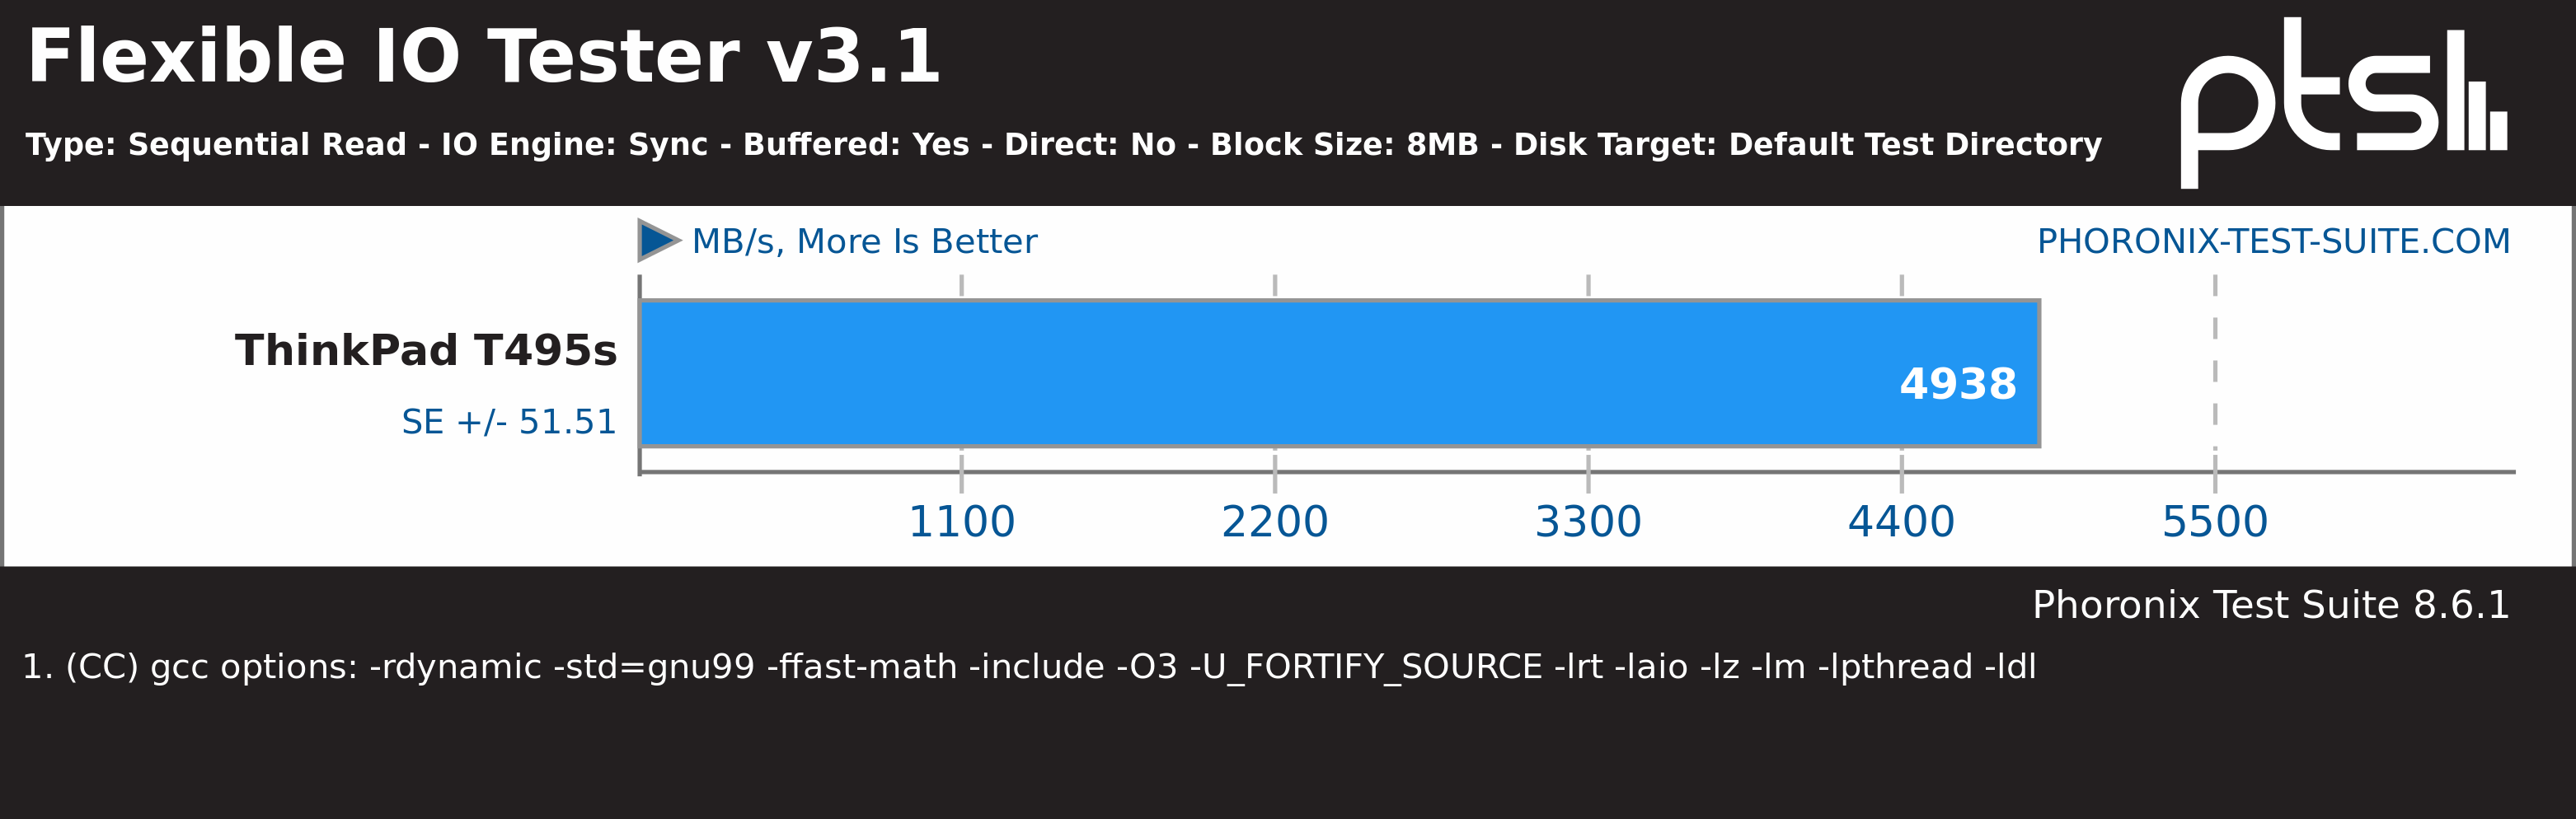 Flexible IO Tester v3.1
ptsl
Type: Sequential Read - IO Engine: Sync - Buffered: Yes - Direct: No - Block Size: 8MB - Disk Target: Default Test Directory
MB/s, More Is Better
PHORONIX-TEST-SUITE.COM
ThinkPad T495s
4938
SE +/- 51.51
1100
2200
3300
4400
5500
Phoronix Test Suite 8.6.1
1. (CC) gcc options: -rdynamic -std=gnu99 -ffast-math -include -O3 -U_FORTIFY_SOURCE -lrt -laio -lz -lm -lpthread -ldl